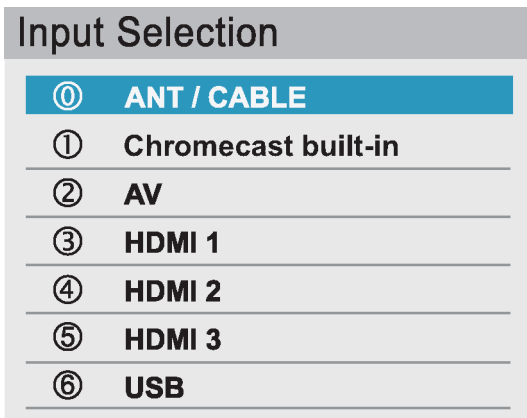 Input Selection
⓪ ANT / CABLE
① Chromecast built-in
② AV
③ HDMI 1
④ HDMI 2
⑤ HDMI 3
⑥ USB